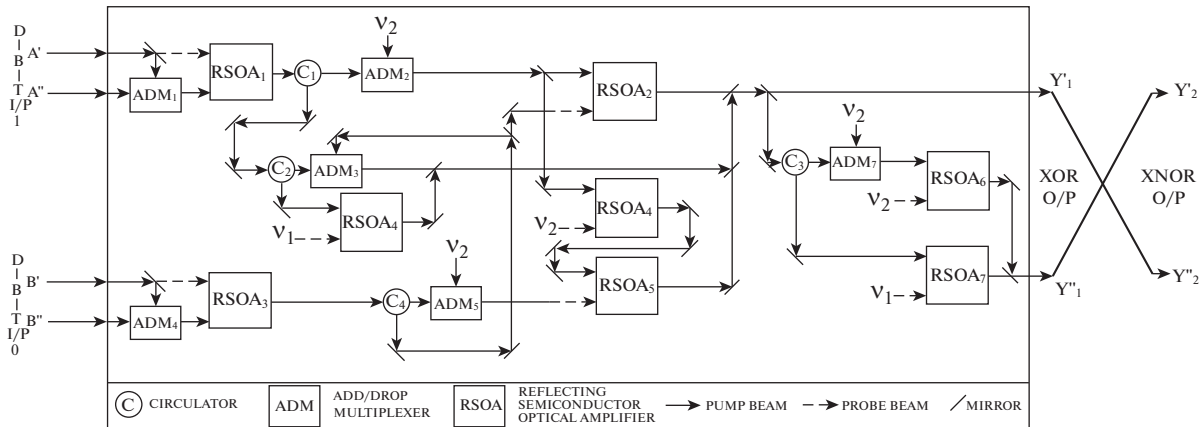 D
B
T
I/P
1
A'
A''
ADM1
RSOA1
C1
ν2
ADM2
RSOA2
Y'1
Y'2
C2
ADM3
ν1
RSOA4
ν2
RSOA4
ν2
C3
ADM7
ν2
RSOA6
XOR
O/P
XNOR
O/P
D
B
T
I/P
0
B'
B''
ADM4
RSOA3
C4
ν2
ADM5
RSOA5
ν1
RSOA7
Y''1
Y''2
C CIRCULATOR
ADM ADD/DROP
MULTIPLEXER
RSOA REFLECTING
SEMICONDUCTOR
OPTICAL AMPLIFIER
PUMP BEAM
PROBE BEAM
MIRROR